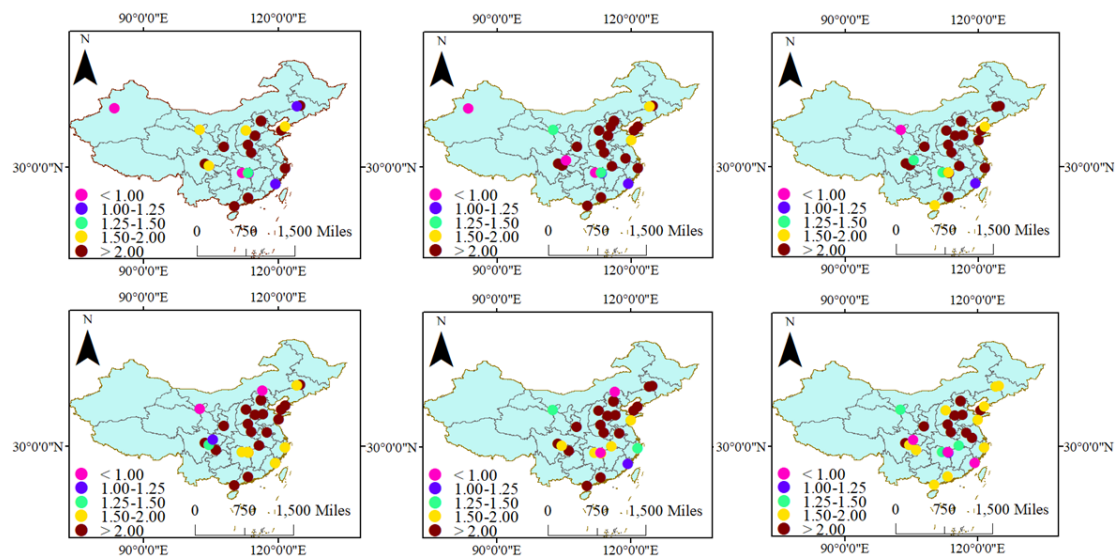 90°0'0"E 120°0'0"E 90°0'0"E 120°0'0"E 90°0'0"E 120°0'0"E
N N N
30°0'0"N 30°0'0"N 30°0'0"N
< 1.00 < 1.00 < 1.00
1.00-1.25 1.00-1.25 1.00-1.25
1.25-1.50 1.25-1.50 1.25-1.50
1.50-2.00 0 750 1,500 Miles 1.50-2.00 0 750 1,500 Miles 1.50-2.00 0 750 1,500 Miles
> 2.00 > 2.00 > 2.00
90°0'0"E 120°0'0"E 90°0'0"E 120°0'0"E 90°0'0"E 120°0'0"E
90°0'0"E 120°0'0"E 90°0'0"E 120°0'0"E 90°0'0"E 120°0'0"E
N N N
30°0'0"N 30°0'0"N 30°0'0"N
< 1.00 < 1.00 < 1.00
1.00-1.25 1.00-1.25 1.00-1.25
1.25-1.50 1.25-1.50 1.25-1.50
1.50-2.00 0 750 1,500 Miles 1.50-2.00 0 750 1,500 Miles 1.50-2.00 0 750 1,500 Miles
> 2.00 > 2.00 > 2.00
90°0'0"E 120°0'0"E 90°0'0"E 120°0'0"E 90°0'0"E 120°0'0"E